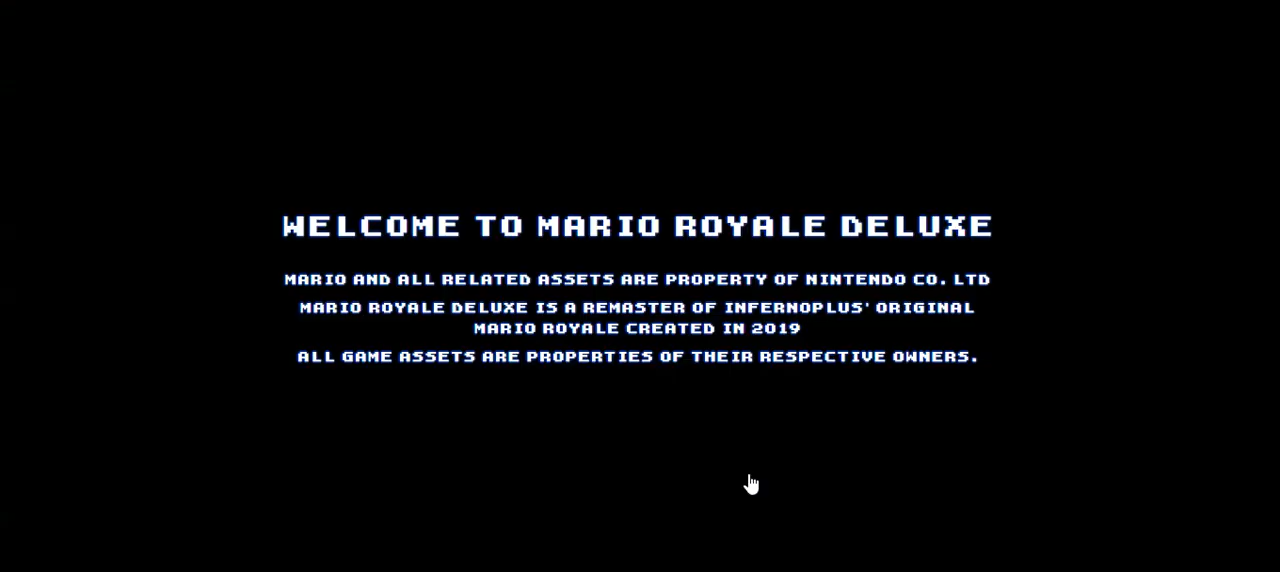 WELCOME TO MARIO ROYALE DELUXE
MARIO AND ALL RELATED ASSETS ARE PROPERTY OF NINTENDO CO. LTD
MARIO ROYALE DELUXE IS A REMASTER OF INFERNOPLUS' ORIGINAL
MARIO ROYALE CREATED IN 2019
ALL GAME ASSETS ARE PROPERTIES OF THEIR RESPECTIVE OWNERS.